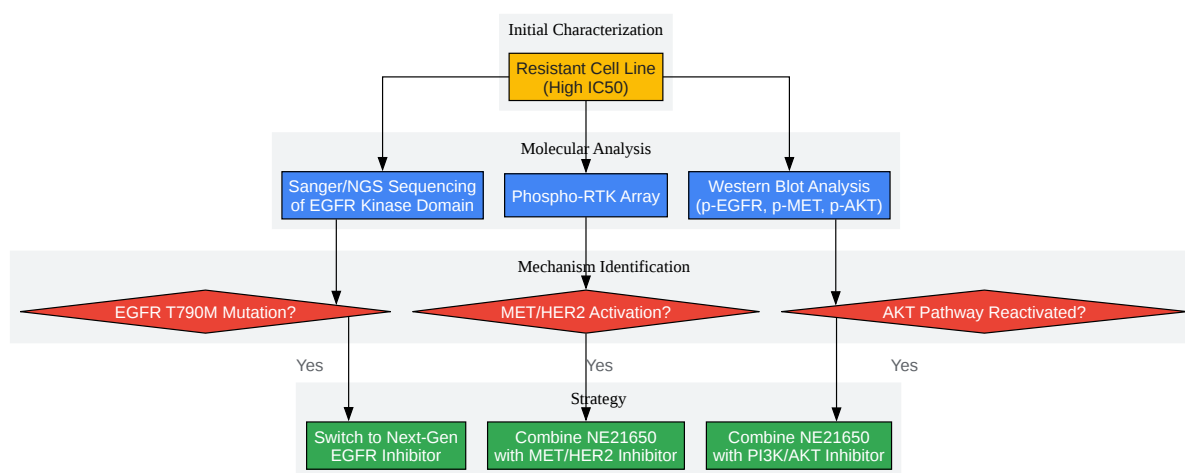 Initial Characterization
Resistant Cell Line
(High IC50)
Molecular Analysis
Sanger/NGS Sequencing
of EGFR Kinase Domain
Phospho-RTK Array
Western Blot Analysis
(p-EGFR, p-MET, p-AKT)
Mechanism Identification
EGFR T790M Mutation?
MET/HER2 Activation?
AKT Pathway Reactivated?
Yes
Yes
Yes
Strategy
Switch to Next-Gen
EGFR Inhibitor
Combine NE21650
with MET/HER2 Inhibitor
Combine NE21650
with PI3K/AKT Inhibitor